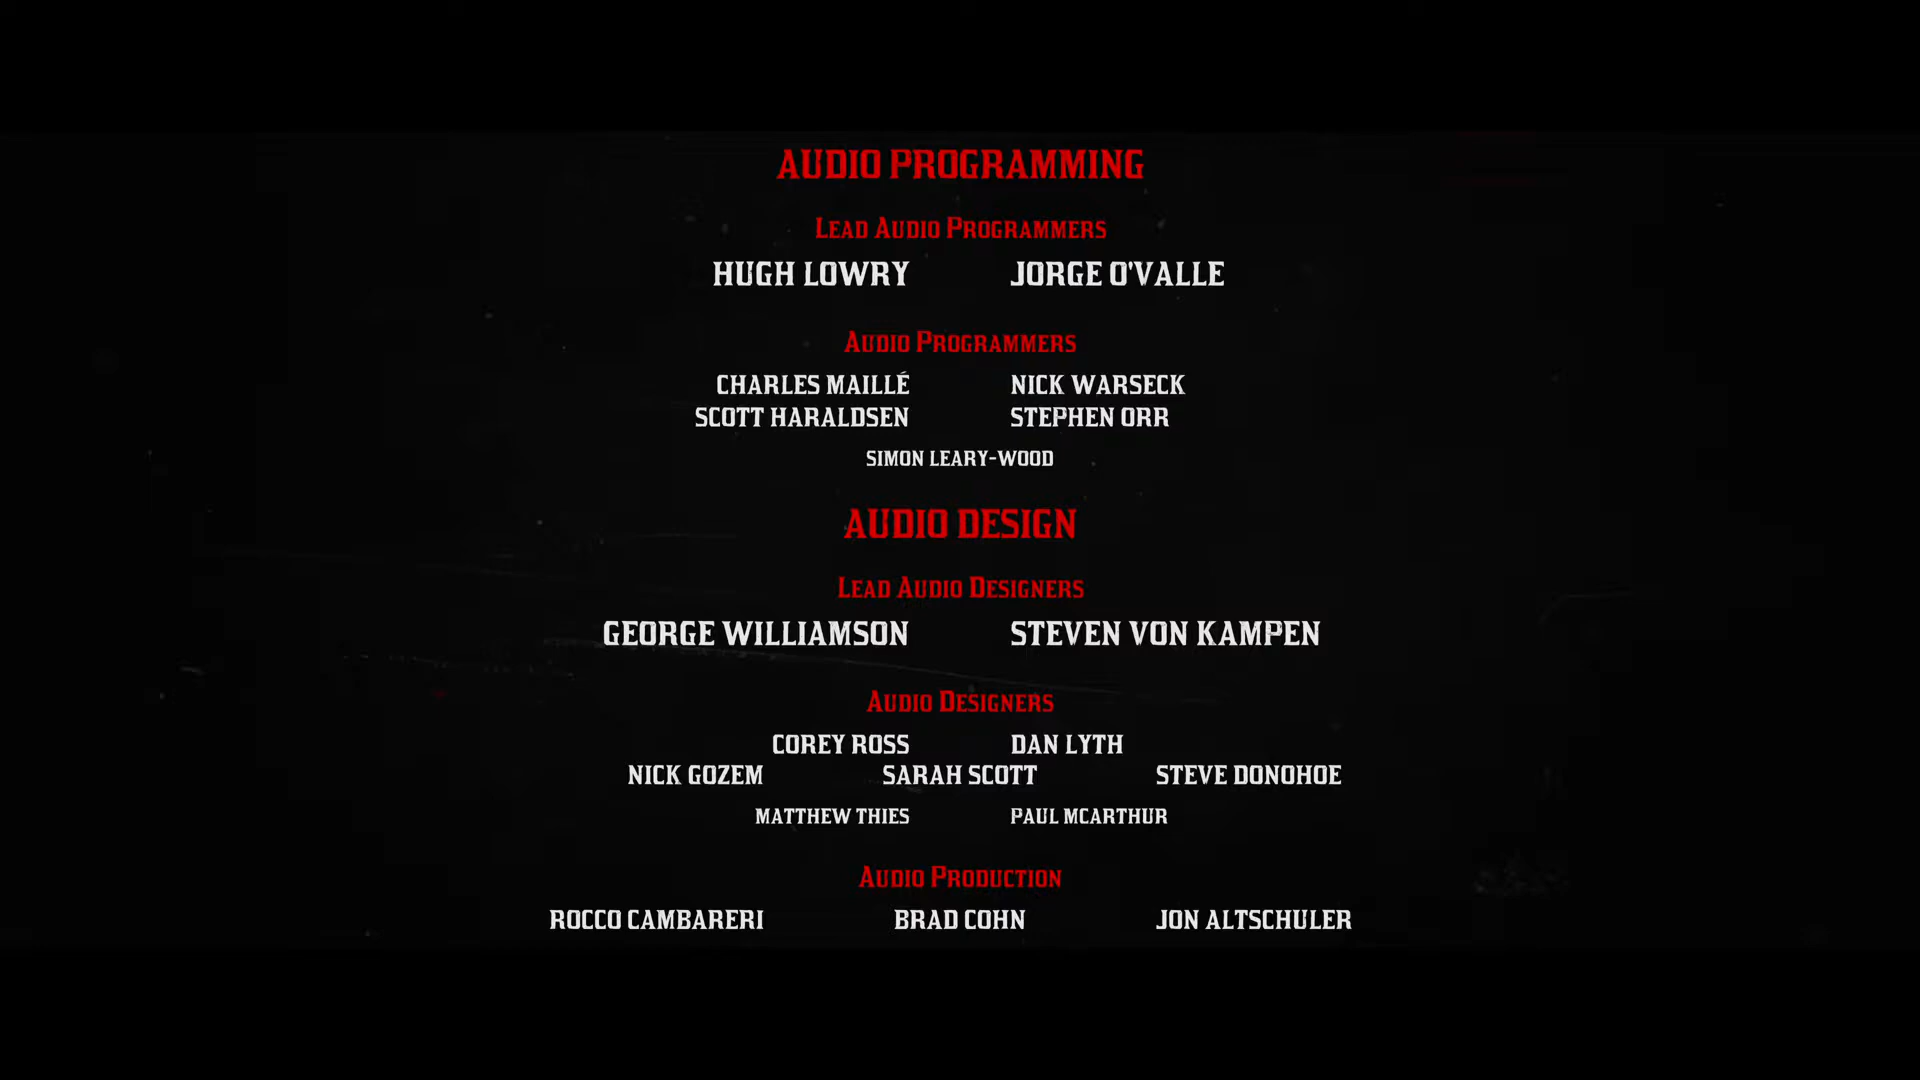 AUDIO PROGRAMMING
LEAD AUDIO PROGRAMMERS
HUGH LOWRY JORGE O'VALLE
AUDIO PROGRAMMERS
CHARLES MAILLÉ NICK WARSECK
SCOTT HARALDSEN STEPHEN ORR
SIMON LEARY-WOOD
AUDIO DESIGN
LEAD AUDIO DESIGNERS
GEORGE WILLIAMSON STEVEN VON KAMPEN
AUDIO DESIGNERS
COREY ROSS DAN LYTH
NICK GOZEM SARAH SCOTT STEVE DONOHOE
MATTHEW THIES PAUL MCARTHUR
AUDIO PRODUCTION
ROCCO CAMBARERI BRAD COHN JON ALTSCHULER